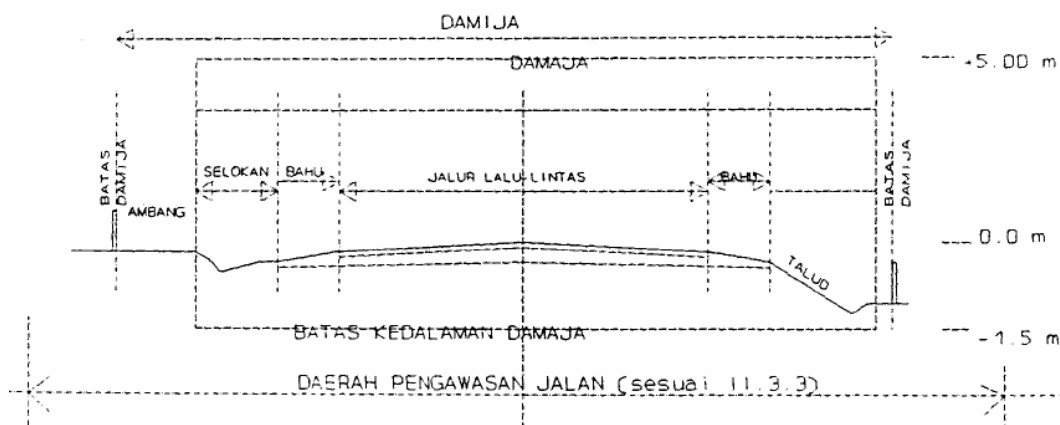 DAMIJA
DAMAJA
+5.00 m
BATAS
DAMIJA
SELOKAN
BAHU
JALUR LALU LINTAS
BAHU
BATAS
DAMIJA
AMBANG
0.0 m
TALUD
BATAS KEDALAMAN DAMAJA
-1.5 m
DAERAH PENGAWASAN JALAN (sesuai II.3.3)